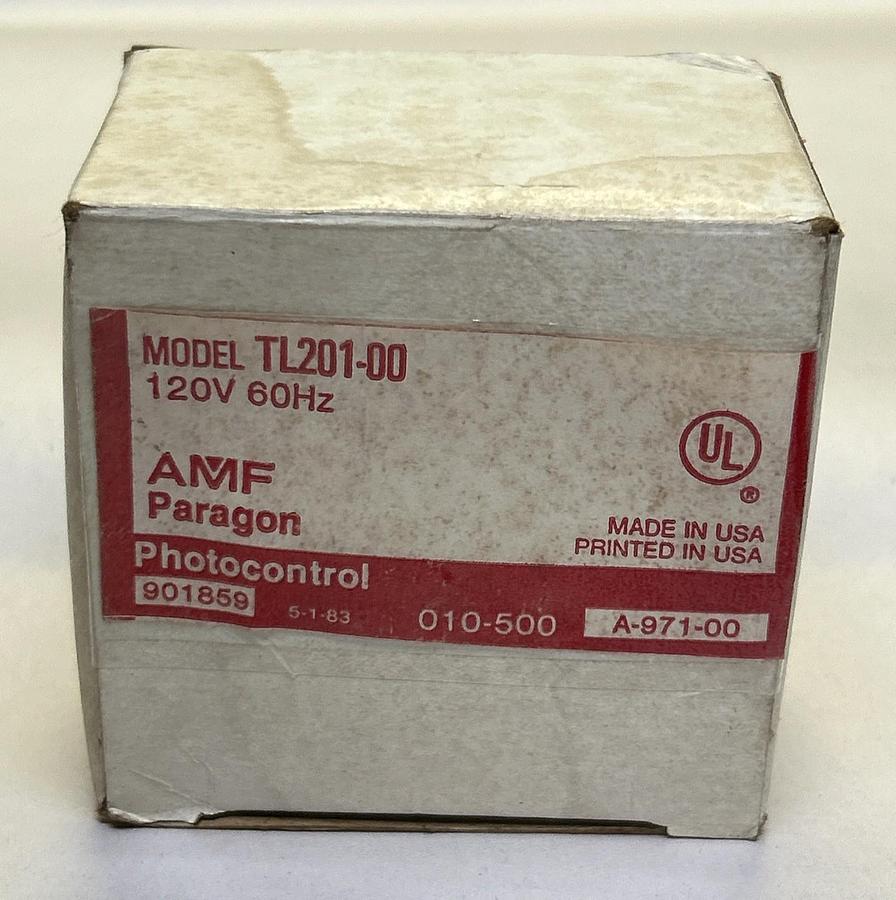 MODEL TL201-00
120V 60Hz
AMF
Paragon
UL
®
MADE IN USA
PRINTED IN USA
Photocontrol
901859
5-1-83
010-500
A-971-00